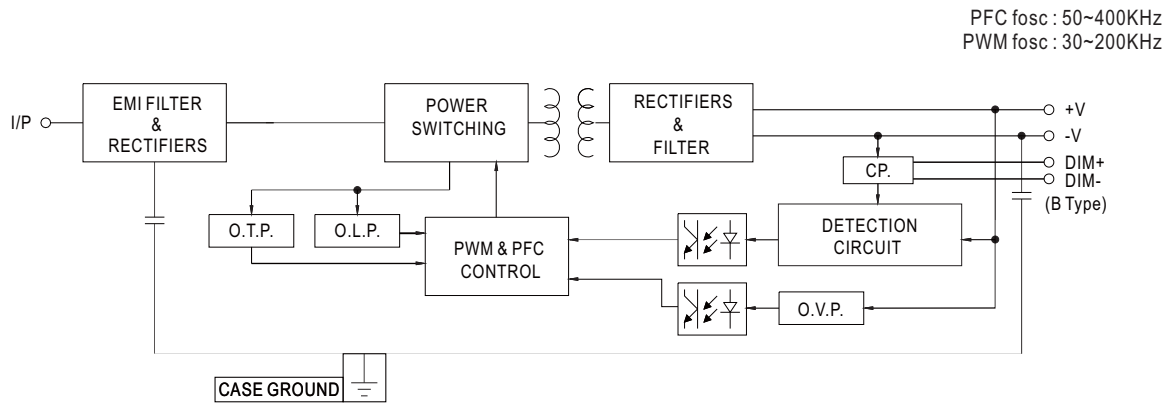 PFC fosc : 50~400KHz
PWM fosc : 30~200KHz
I/P
EMI FILTER
&
RECTIFIERS
POWER
SWITCHING
RECTIFIERS
&
FILTER
+V
-V
DIM+
DIM-
(B Type)
CP.
O.T.P.
O.L.P.
PWM & PFC
CONTROL
DETECTION
CIRCUIT
O.V.P.
CASE GROUND